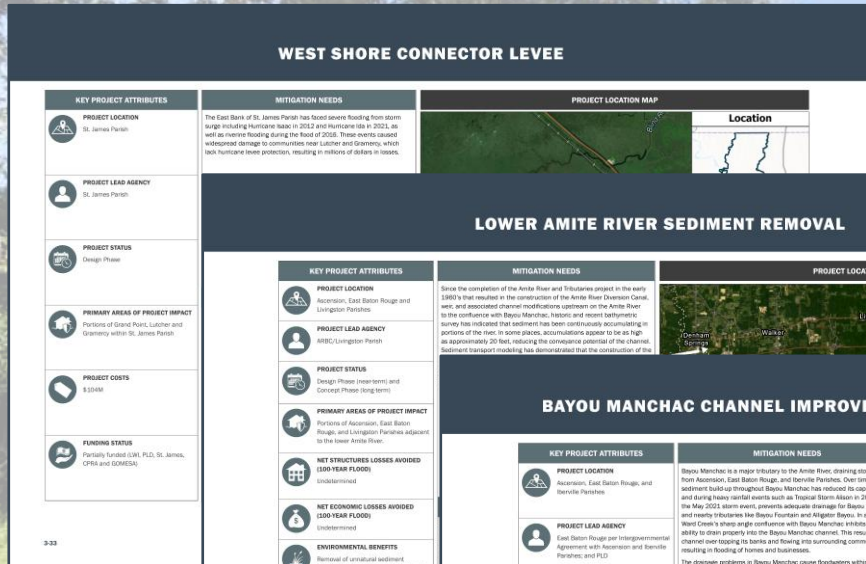 WEST SHORE CONNECTOR LEVEE
KEY PROJECT ATTRIBUTES
PROJECT LOCATION
St. James Parish
PROJECT LEAD AGENCY
St. James Parish
PROJECT STATUS
Design Phase
PRIMARY AREAS OF PROJECT IMPACT
Portions of Grand Point, Lutcher and
Gramercy within St. James Parish
PROJECT COSTS
$104M
FUNDING STATUS
Partially funded (LWI, PLD, St. James,
CPRA and GOMESA)
3-33
MITIGATION NEEDS
The East Bank of St. James Parish has faced severe flooding from storm
surge including Hurricane Isaac in 2012 and Hurricane Ida in 2021, as
well as riverine flooding during the flood of 2016. These events caused
widespread damage to communities near Lutcher and Gramercy, which
lack hurricane levee protection, resulting in millions of dollars in losses.
PROJECT LOCATION MAP
Location
LOWER AMITE RIVER SEDIMENT REMOVAL
KEY PROJECT ATTRIBUTES
PROJECT LOCATION
Ascension, East Baton Rouge and
Livingston Parishes
PROJECT LEAD AGENCY
ARBC/Livingston Parish
PROJECT STATUS
Design Phase (near-term) and
Concept Phase (long term)
PRIMARY AREAS OF PROJECT IMPACT
Portions of Ascension, East Baton
Rouge, and Livingston Parishes adjacent
to the lower Amite River.
NET STRUCTURES LOSSES AVOIDED
(100-YEAR FLOOD)
Undetermined
NET ECONOMIC LOSSES AVOIDED
(100-YEAR FLOOD)
Undetermined
ENVIRONMENTAL BENEFITS
Removal of unnatural sediment
MITIGATION NEEDS
Since the completion of the Amite River and Tributaries project in the early
1960's that resulted in the construction of the Amite River Diversion Canal,
weir, and associated channel modifications upstream on the Amite River
to the confluence with Bayou Manchac, historic and recent bathymetric
survey has indicated that sediment has been continuously accumulating in
portions of the river. In some places, accumulations appear to be as high
as approximately 20 feet, reducing the conveyance potential of the channel.
Sediment transport modeling has demonstrated that the construction of the
PROJECT LOCA
Denham
Springs
Walker
BAYOU MANCHAC CHANNEL IMPROV
KEY PROJECT ATTRIBUTES
PROJECT LOCATION
Ascension, East Baton Rouge, and
Iberville Parishes
PROJECT LEAD AGENCY
East Baton Rouge per Intergovernmental
Agreement with Ascension and Iberville
Parishes; and PLD
MITIGATION NEEDS
Bayou Manchac is a major tributary to the Amite River, draining sto
from Ascension, East Baton Rouge, and Iberville Parishes. Over tim
sediment build-up throughout Bayou Manchac has reduced its cap
and during heavy rainfall events such as Tropical Storm Alison in 20
the May 2021 storm event, prevents adequate drainage for Bayou
and nearby tributaries like Bayou Fountain and Alligator Bayou. In a
Ward Creek's sharp angle confluence with Bayou Manchac inhibits
ability to drain properly into the Bayou Manchac channel. This resu
channel over-topping its banks and flowing into surrounding comm
resulting in flooding of homes and businesses.
The drainage problems in Bayou Manchac cause floodwaters